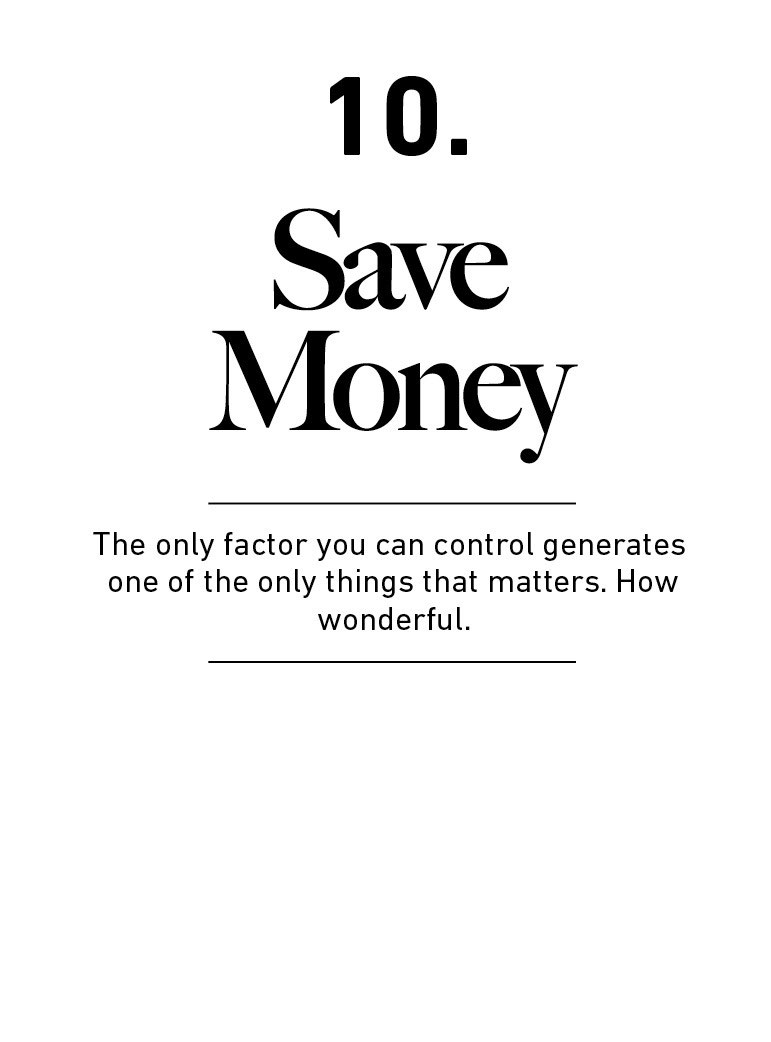 10.
Save
Money
The only factor you can control generates
one of the only things that matters. How
wonderful.